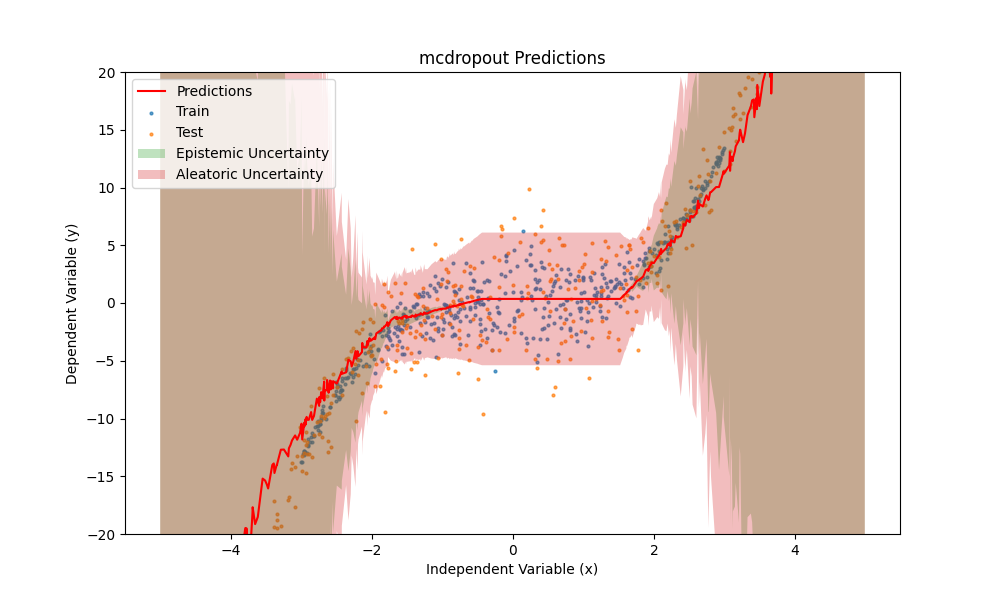 mcdropout Predictions
Predictions
Train
Test
Epistemic Uncertainty
Aleatoric Uncertainty
20
15
10
5
0
−5
−10
−15
−20
Dependent Variable (y)
−4
−2
0
2
4
Independent Variable (x)